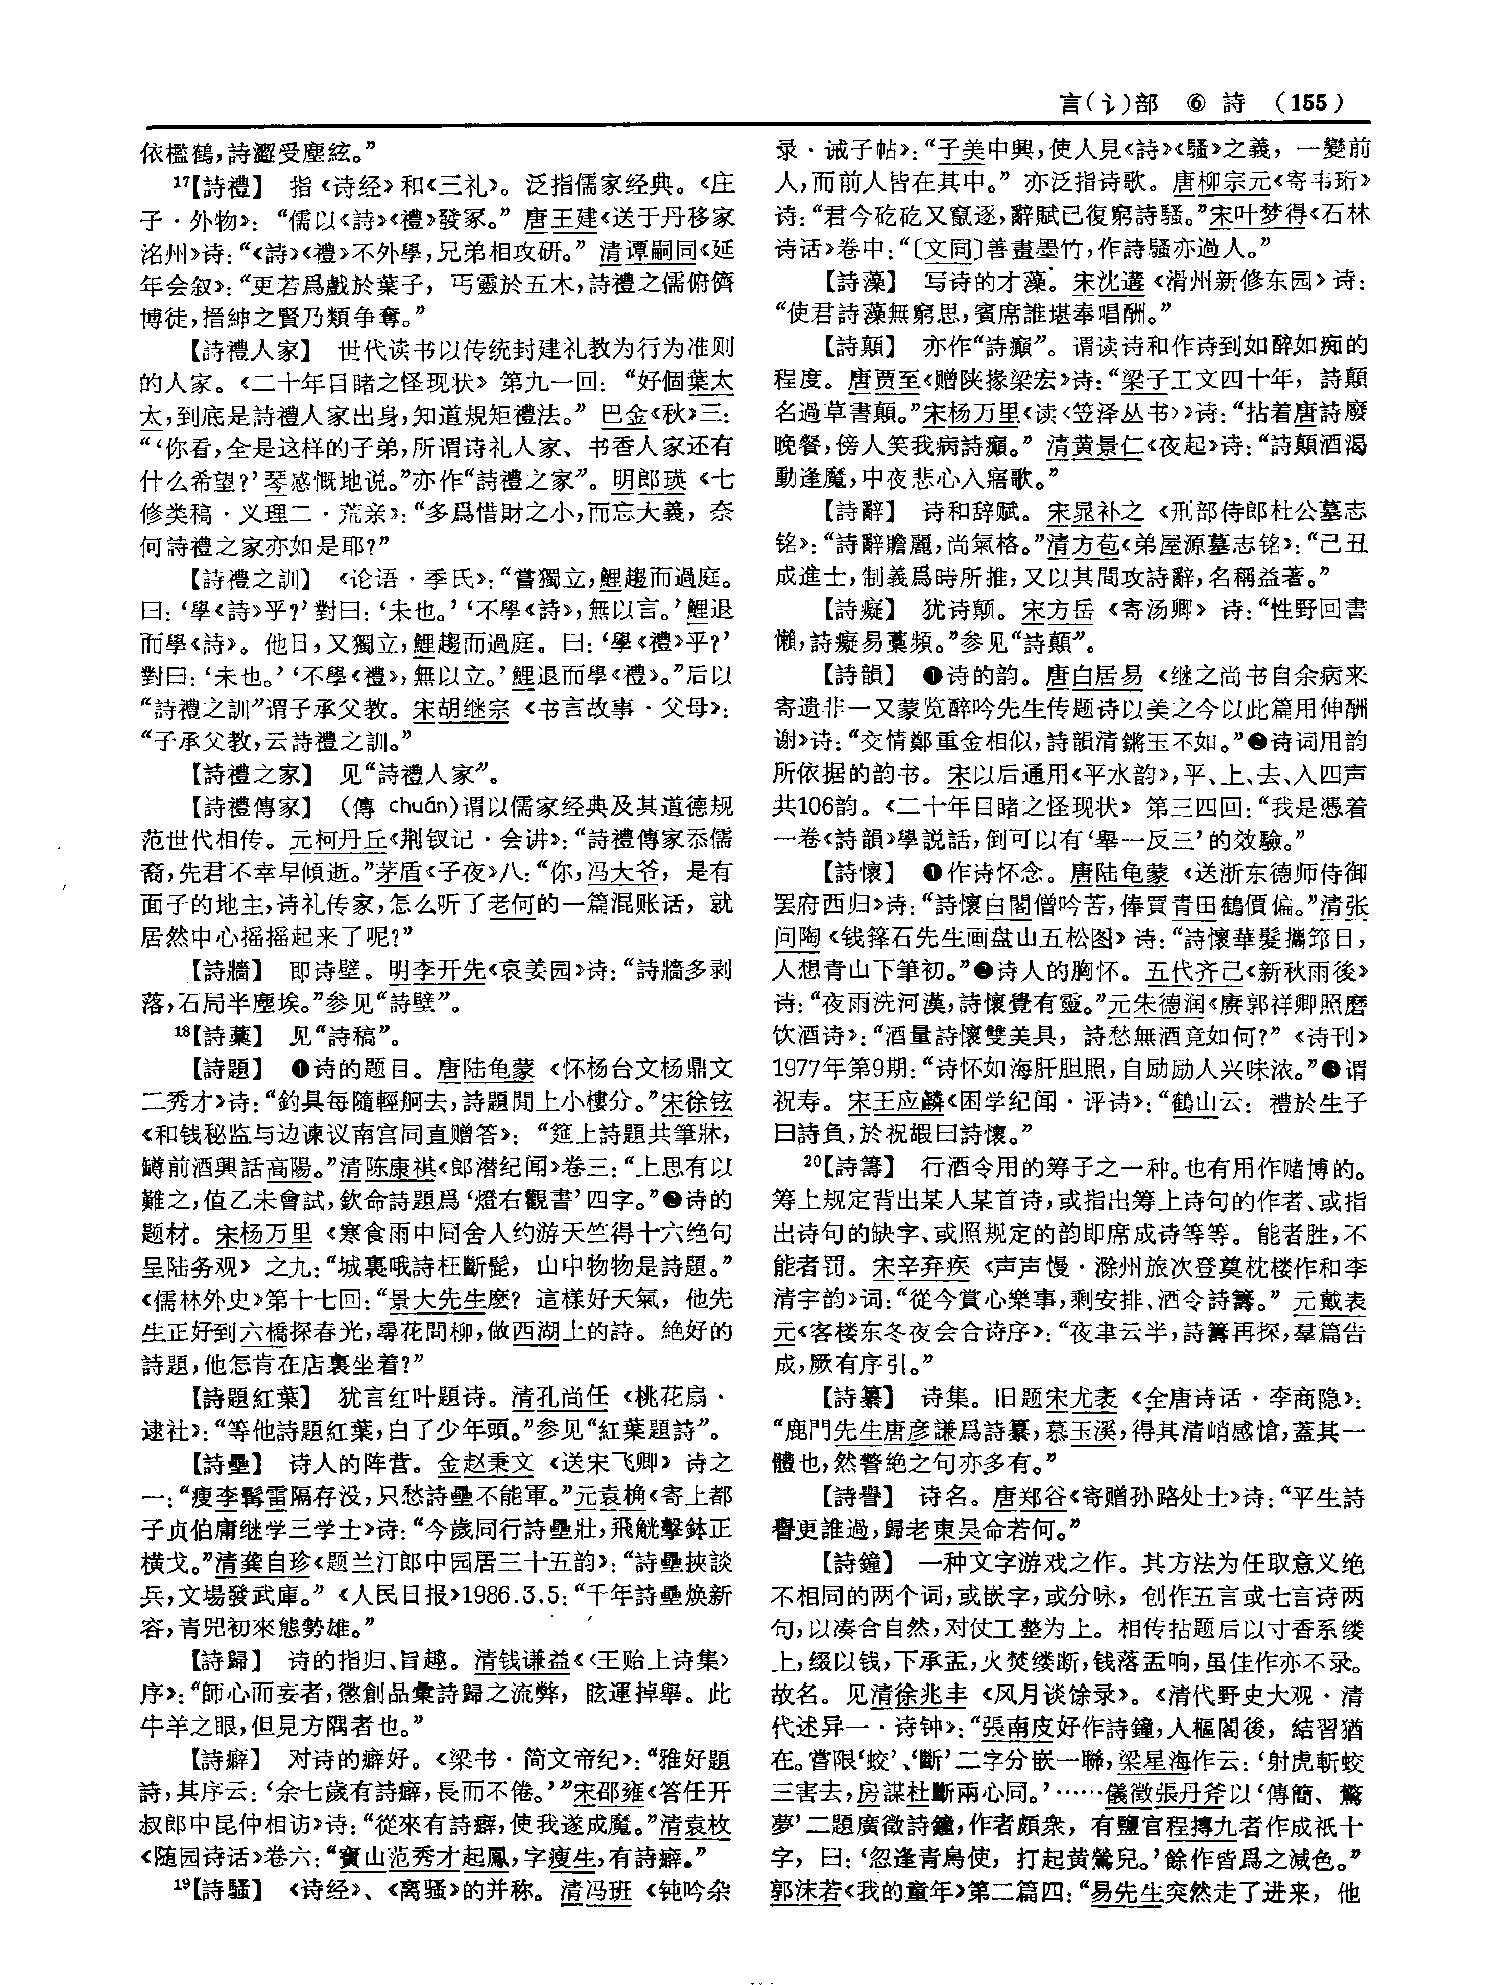 言(讠)部 ⑥ 詩 (155)
依檻鶴，詩澀受塵絃。”
¹⁷【詩禮】 指《诗经》和《三礼》。泛指儒家经典。《庄
子·外物》：“儒以《詩》《禮》發冢。”唐王建《送于丹移家
洺州》诗：“《詩》《禮》不外學，兄弟相攻研。”清谭嗣同《延
年会叙》：“更若爲戲於葉子，丐靈於五木，詩禮之儒俯儕
博徒，搢紳之賢乃類争奪。”
【詩禮人家】 世代读书以传统封建礼教为行为准则
的人家。《二十年目睹之怪现状》第九一回：“好個葉太
太，到底是詩禮人家出身，知道規矩禮法。”巴金《秋》三：
“‘你看，全是这样的子弟，所谓诗礼人家、书香人家还有
什么希望？’琴感慨地说。”亦作“詩禮之家”。明郎瑛《七
修类稿·义理二·荒亲》：“多爲惜財之小，而忘大義，奈
何詩禮之家亦如是耶？”
【詩禮之訓】 《论语·季氏》：“嘗獨立，鯉趨而過庭。
曰：‘學《詩》乎？’對曰：‘未也。’‘不學《詩》，無以言。’鯉退
而學《詩》。他日，又獨立，鯉趨而過庭。曰：‘學《禮》乎？’
對曰：‘未也。’‘不學《禮》，無以立。’鯉退而學《禮》。”后以
“詩禮之訓”谓子承父教。宋胡继宗《书言故事·父母》：
“子承父教，云詩禮之訓。”
【詩禮之家】 见“詩禮人家”。
【詩禮傳家】 (傳 chuán)谓以儒家经典及其道德规
范世代相传。元柯丹丘《荆钗记·会讲》：“詩禮傳家忝儒
裔，先君不幸早傾逝。”茅盾《子夜》八：“你，冯大爷，是有
面子的地主，诗礼传家，怎么听了老何的一篇混账话，就
居然中心摇摇起来了呢？”
【詩牆】 即诗壁。明李开先《哀姜园》诗：“詩牆多剥
落，石局半塵埃。”参见“詩壁”。
¹⁸【詩藁】 见“詩稿”。
【詩題】 ❶诗的题目。唐陆龟蒙《怀杨台文杨鼎文
二秀才》诗：“釣具每隨輕舸去，詩題閒上小樓分。”宋徐铉
《和钱秘监与边谏议南宫同直赠答》：“筵上詩題共筆牀，
罇前酒興話高陽。”清陈康祺《郎潜纪闻》卷三：“上思有以
難之，值乙未會試，欽命詩題爲‘燈右觀書’四字。”❷诗的
题材。宋杨万里《寒食雨中同舍人约游天竺得十六绝句
呈陆务观》之九：“城裏哦詩枉斷髭，山中物物是詩題。”
《儒林外史》第十七回：“景大先生麽？這樣好天氣，他先
生正好到六橋探春光，尋花問柳，做西湖上的詩。絶好的
詩題，他怎肯在店裏坐着？”
【詩題紅葉】 犹言红叶题诗。清孔尚任《桃花扇·
逮社》：“等他詩題紅葉，白了少年頭。”参见“紅葉題詩”。
【詩壘】 诗人的阵营。金赵秉文《送宋飞卿》诗之
一：“瘦李髯雷隔存没，只愁詩壘不能軍。”元袁桷《寄上都
子贞伯庸继学三学士》诗：“今歲同行詩壘壯，飛觥擊鉢正
横戈。”清龚自珍《题兰汀郎中园居三十五韵》：“詩壘挾談
兵，文場發武庫。”《人民日报》1986.3.5：“千年詩壘焕新
容，青兕初來態勢雄。”
【詩歸】 诗的指归、旨趣。清钱谦益《〈王贻上诗集〉
序》：“師心而妄者，懲創品彙詩歸之流弊，眩運掉舉。此
牛羊之眼，但見方隅者也。”
【詩癖】 对诗的癖好。《梁书·简文帝纪》：“雅好題
詩，其序云：‘余七歲有詩癖，長而不倦。’”宋邵雍《答任开
叔郎中昆仲相访》诗：“從來有詩癖，使我遂成魔。”清袁枚
《随园诗话》卷六：“寶山范秀才起鳳，字瘦生，有詩癖。”
¹⁹【詩騷】 《诗经》、《离骚》的并称。清冯班《钝吟杂
录·诫子帖》：“子美中興，使人見《詩》《騷》之義，一變前
人，而前人皆在其中。”亦泛指诗歌。唐柳宗元《寄韦珩》
诗：“君今矻矻又竄逐，辭賦已復窮詩騷。”宋叶梦得《石林
诗话》卷中：“〔文同〕善畫墨竹，作詩騷亦過人。”
【詩藻】 写诗的才藻。宋沈遘《滑州新修东园》诗：
“使君詩藻無窮思，賓席誰堪奉唱酬。”
【詩顛】 亦作“詩癲”。谓读诗和作诗到如醉如痴的
程度。唐贾至《赠陕掾梁宏》诗：“梁子工文四十年，詩顛
名過草書顛。”宋杨万里《读〈笠泽丛书〉》诗：“拈着唐詩廢
晚餐，傍人笑我病詩癲。”清黄景仁《夜起》诗：“詩顛酒渴
動逢魔，中夜悲心入寤歌。”
【詩辭】 诗和辞赋。宋晁补之《刑部侍郎杜公墓志
铭》：“詩辭贍麗，尚氣格。”清方苞《弟屋源墓志铭》：“己丑
成進士，制義爲時所推，又以其間攻詩辭，名稱益著。”
【詩癡】 犹诗颠。宋方岳《寄汤卿》诗：“性野回書
懶，詩癡易藁頻。”参见“詩顛”。
【詩韻】 ❶诗的韵。唐白居易《继之尚书自余病来
寄遗非一又蒙览醉吟先生传题诗以美之今以此篇用伸酬
谢》诗：“交情鄭重金相似，詩韻清鏘玉不如。”❷诗词用韵
所依据的韵书。宋以后通用《平水韵》，平、上、去、入四声
共106韵。《二十年目睹之怪现状》第三四回：“我是憑着
一卷《詩韻》學説話，倒可以有‘舉一反三’的效驗。”
【詩懷】 ❶作诗怀念。唐陆龟蒙《送浙东德师侍御
罢府西归》诗：“詩懷白閣僧吟苦，俸買青田鶴價偏。”清张
问陶《钱箨石先生画盘山五松图》诗：“詩懷華髮攜筇日，
人想青山下筆初。”❷诗人的胸怀。五代齐己《新秋雨後》
诗：“夜雨洗河漢，詩懷覺有靈。”元朱德润《赓郭祥卿照磨
饮酒诗》：“酒量詩懷雙美具，詩愁無酒竟如何？”《诗刊》
1977年第9期：“诗怀如海肝胆照，自励励人兴味浓。”❸谓
祝寿。宋王应麟《困学纪闻·评诗》：“鶴山云：禮於生子
曰詩負，於祝嘏曰詩懷。”
²⁰【詩籌】 行酒令用的筹子之一种。也有用作赌博的。
筹上规定背出某人某首诗，或指出筹上诗句的作者、或指
出诗句的缺字、或照规定的韵即席成诗等等。能者胜，不
能者罚。宋辛弃疾《声声慢·滁州旅次登奠枕楼作和李
清宇韵》词：“從今賞心樂事，剩安排、酒令詩籌。”元戴表
元《客楼东冬夜会合诗序》：“夜聿云半，詩籌再探，羣篇告
成，厥有序引。”
【詩纂】 诗集。旧题宋尤袤《全唐诗话·李商隐》：
“鹿門先生唐彦謙爲詩纂，慕玉溪，得其清峭感愴，蓋其一
體也，然警絶之句亦多有。”
【詩譽】 诗名。唐郑谷《寄赠孙路处士》诗：“平生詩
譽更誰過，歸老東吴命若何。”
【詩鐘】 一种文字游戏之作。其方法为任取意义绝
不相同的两个词，或嵌字，或分咏，创作五言或七言诗两
句，以凑合自然，对仗工整为上。相传拈题后以寸香系缕
上，缀以钱，下承盂，火焚缕断，钱落盂响，虽佳作亦不录。
故名。见清徐兆丰《风月谈馀录》。《清代野史大观·清
代述异一·诗钟》：“張南皮好作詩鐘，入樞閣後，結習猶
在。嘗限‘蛟’、‘斷’二字分嵌一聯，梁星海作云：‘射虎斬蛟
三害去，房謀杜斷兩心同。’……儀徵張丹斧以‘傳簡、驚
夢’二題廣徵詩鐘，作者頗衆，有鹽官程摶九者作成祇十
字，曰：‘忽逢青鳥使，打起黄鶯兒。’餘作皆爲之減色。”
郭沫若《我的童年》第二篇四：“易先生突然走了进来，他